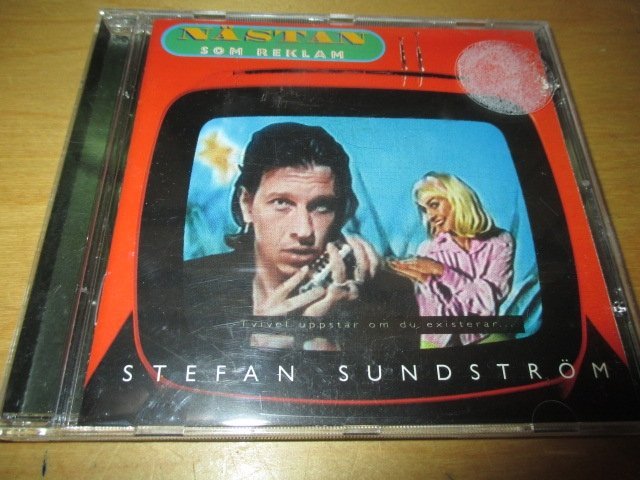 NÄSTAN
SOM REKLAM
Tvivel uppstår om du existerar...
STEFAN SUNDSTRÖM